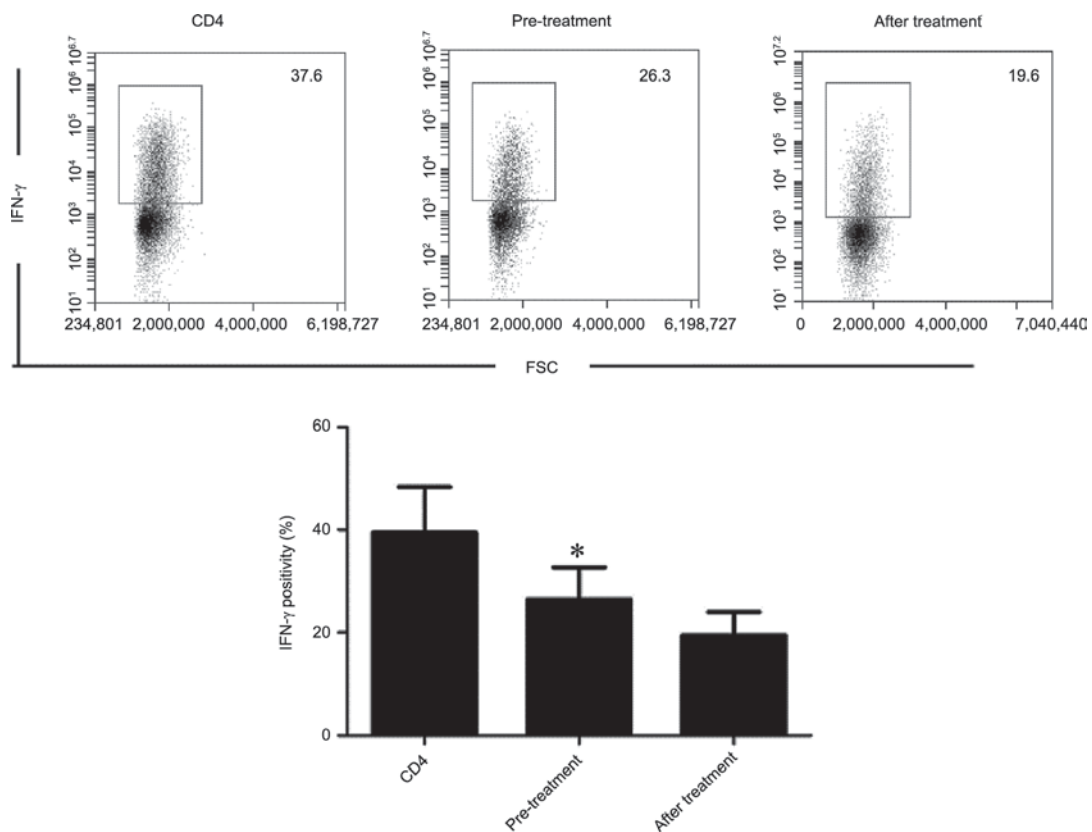 CD4
Pre-treatment
After treatment
IFN-γ
10^6.7
10^6
10^5
10^4
10^3
10^2
10^1
37.6
234,801 2,000,000 4,000,000 6,198,727
10^6.7
10^6
10^5
10^4
10^3
10^2
10^1
26.3
234,801 2,000,000 4,000,000 6,198,727
10^7.2
10^6
10^5
10^4
10^3
10^2
10^1
19.6
0 2,000,000 4,000,000 7,040,440
FSC
IFN-γ positivity (%)
60
40
20
0
*
CD4
Pre-treatment
After treatment